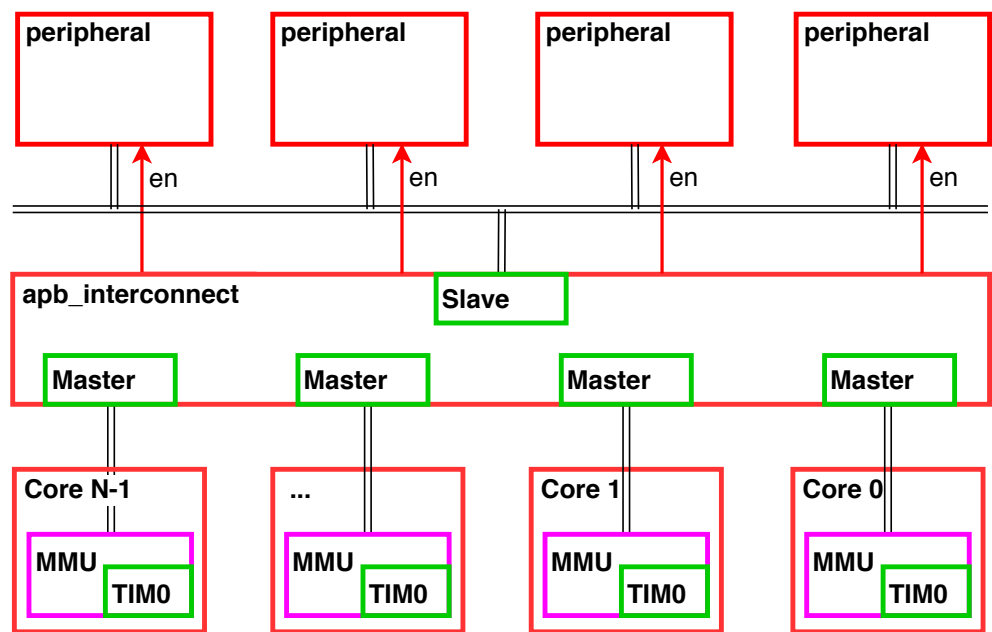 peripheral
peripheral
peripheral
peripheral
en
en
en
en
apb_interconnect
Slave
Master
Master
Master
Master
Core N-1
...
Core 1
Core 0
MMU
MMU
MMU
MMU
TIM0
TIM0
TIM0
TIM0